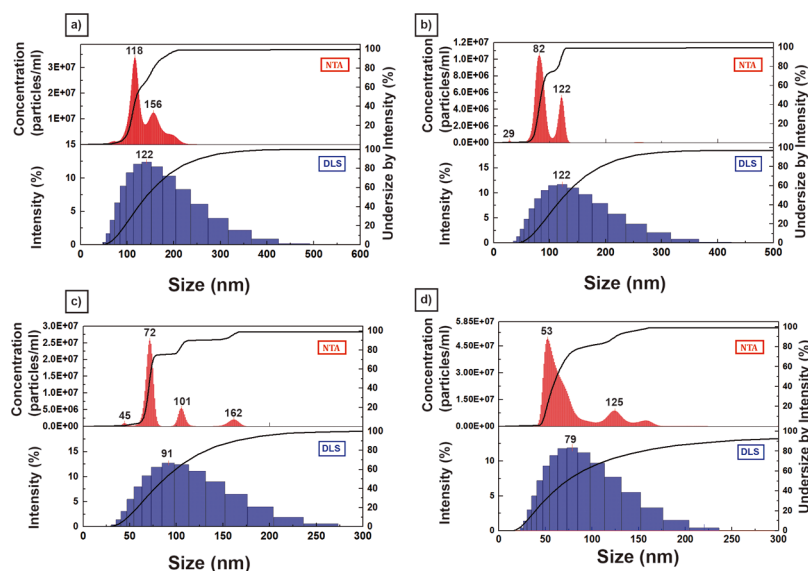 a)
118
156
NTA
Concentration
(particles/ml)
3E+07
2E+07
1E+07
15
122
DLS
Intensity (%)
10
5
0
100
80
60
40
20
100
80
60
40
20
0
Undersize by Intensity (%)
0 100 200 300 400 500 600
Size (nm)
b)
82
122
29
NTA
Concentration
(particles/ml)
1.2E+07
1.0E+07
8.0E+06
6.0E+06
4.0E+06
2.0E+06
0.0E+00
122
DLS
Intensity (%)
15
10
5
0
100
80
60
40
20
100
80
60
40
20
0
Undersize by Intensity (%)
0 100 200 300 400 500
Size (nm)
c)
72
45
101
162
NTA
Concentration
(particles/ml)
3.0E+07
2.5E+07
2.0E+07
1.5E+07
1.0E+07
5.0E+06
0.0E+00
91
DLS
Intensity (%)
15
10
5
0
100
80
60
40
20
100
80
60
40
20
0
Undersize by Intensity (%)
0 50 100 150 200 250 300
Size (nm)
d)
53
125
NTA
Concentration
(particles/ml)
5.85E+07
4.50E+07
3.00E+07
1.50E+07
79
DLS
Intensity (%)
10
5
0
100
80
60
40
20
100
80
60
40
20
0
Undersize by Intensity (%)
0 50 100 150 200 250 300
Size (nm)